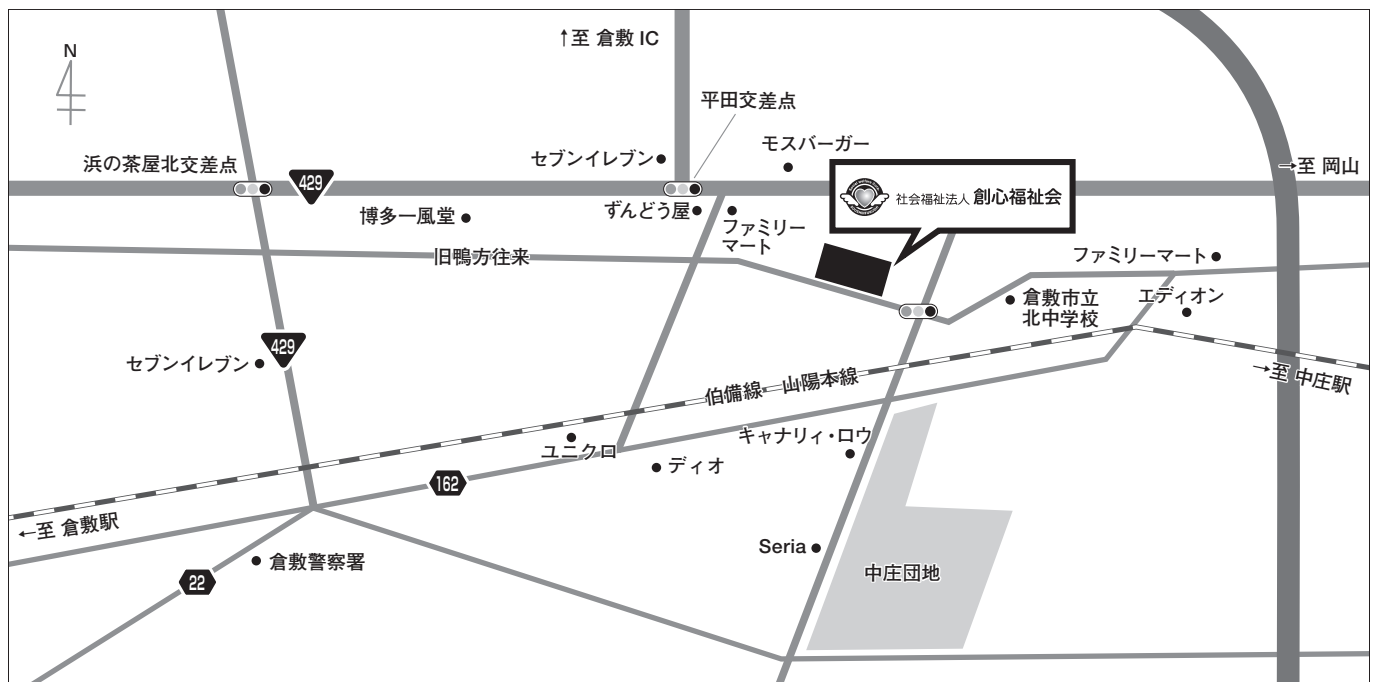 N
↑至 倉敷 IC
平田交差点
モスバーガー
セブンイレブン
浜の茶屋北交差点
429
→至 岡山
社会福祉法人 創心福祉会
博多一風堂
ずんどう屋
ファミリー
マート
旧鴨方往来
ファミリーマート
倉敷市立
北中学校
エディオン
429
セブンイレブン
伯備線 山陽本線
→至 中庄駅
ユニクロ
キャナリィ・ロウ
ディオ
162
←至 倉敷駅
Seria
倉敷警察署
22
中庄団地